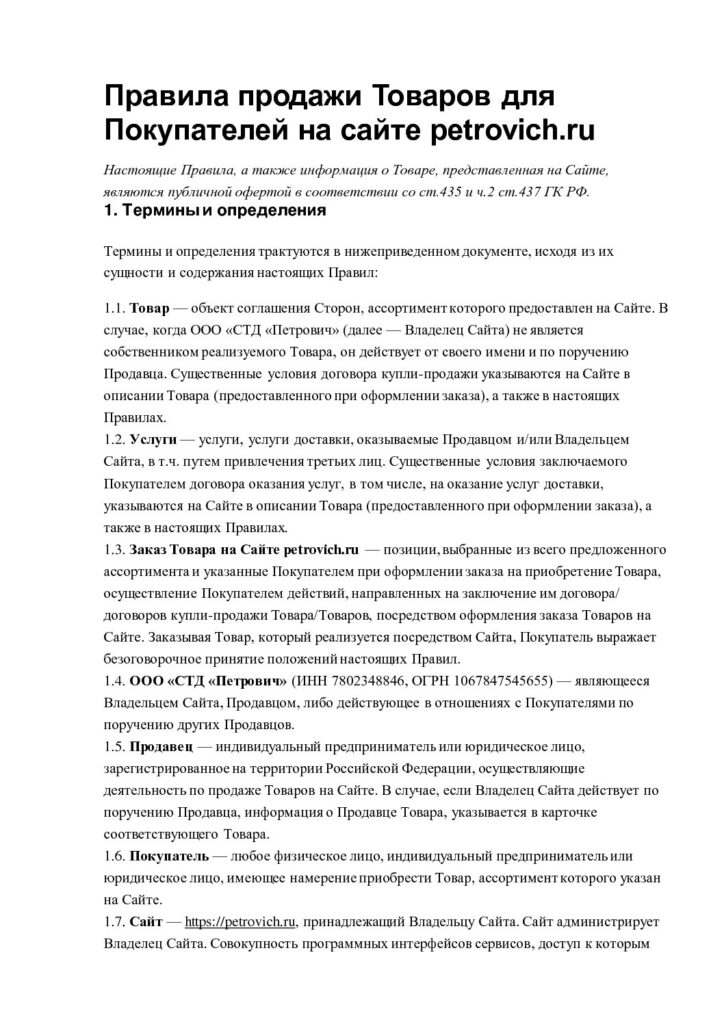 Правила продажи Товаров для
Покупателей на сайте petrovich.ru
Настоящие Правила, а также информация о Товаре, представленная на Сайте,
являются публичной офертой в соответствии со ст.435 и ч.2 ст.437 ГК РФ.
1. Термины и определения
Термины и определения трактуются в нижеприведенном документе, исходя из их
сущности и содержания настоящих Правил:
1.1. Товар — объект соглашения Сторон, ассортимент которого предоставлен на Сайте. В
случае, когда ООО «СТД «Петрович» (далее — Владелец Сайта) не является
собственником реализуемого Товара, он действует от своего имени и по поручению
Продавца. Существенные условия договора купли-продажи указываются на Сайте в
описании Товара (предоставленного при оформлении заказа), а также в настоящих
Правилах.
1.2. Услуги — услуги, услуги доставки, оказываемые Продавцом и/или Владельцем
Сайта, в т.ч. путем привлечения третьих лиц. Существенные условия заключаемого
Покупателем договора оказания услуг, в том числе, на оказание услуг доставки,
указываются на Сайте в описании Товара (предоставленного при оформлении заказа), а
также в настоящих Правилах.
1.3. Заказ Товара на Сайте petrovich.ru — позиции, выбранные из всего предложенного
ассортимента и указанные Покупателем при оформлении заказа на приобретение Товара,
осуществление Покупателем действий, направленных на заключение им договора/
договоров купли-продажи Товара/Товаров, посредством оформления заказа Товаров на
Сайте. Заказывая Товар, который реализуется посредством Сайта, Покупатель выражает
безоговорочное принятие положений настоящих Правил.
1.4. ООО «СТД «Петрович» (ИНН 7802348846, ОГРН 1067847545655) — являющееся
Владельцем Сайта, Продавцом, либо действующее в отношениях с Покупателями по
поручению других Продавцов.
1.5. Продавец — индивидуальный предприниматель или юридическое лицо,
зарегистрированное на территории Российской Федерации, осуществляющие
деятельность по продаже Товаров на Сайте. В случае, если Владелец Сайта действует по
поручению Продавца, информация о Продавце Товара, указывается в карточке
соответствующего Товара.
1.6. Покупатель — любое физическое лицо, индивидуальный предприниматель или
юридическое лицо, имеющее намерение приобрести Товар, ассортимент которого указан
на Сайте.
1.7. Сайт — https://petrovich.ru, принадлежащий Владельцу Сайта. Сайт администрирует
Владелец Сайта. Совокупность программных интерфейсов сервисов, доступ к которым